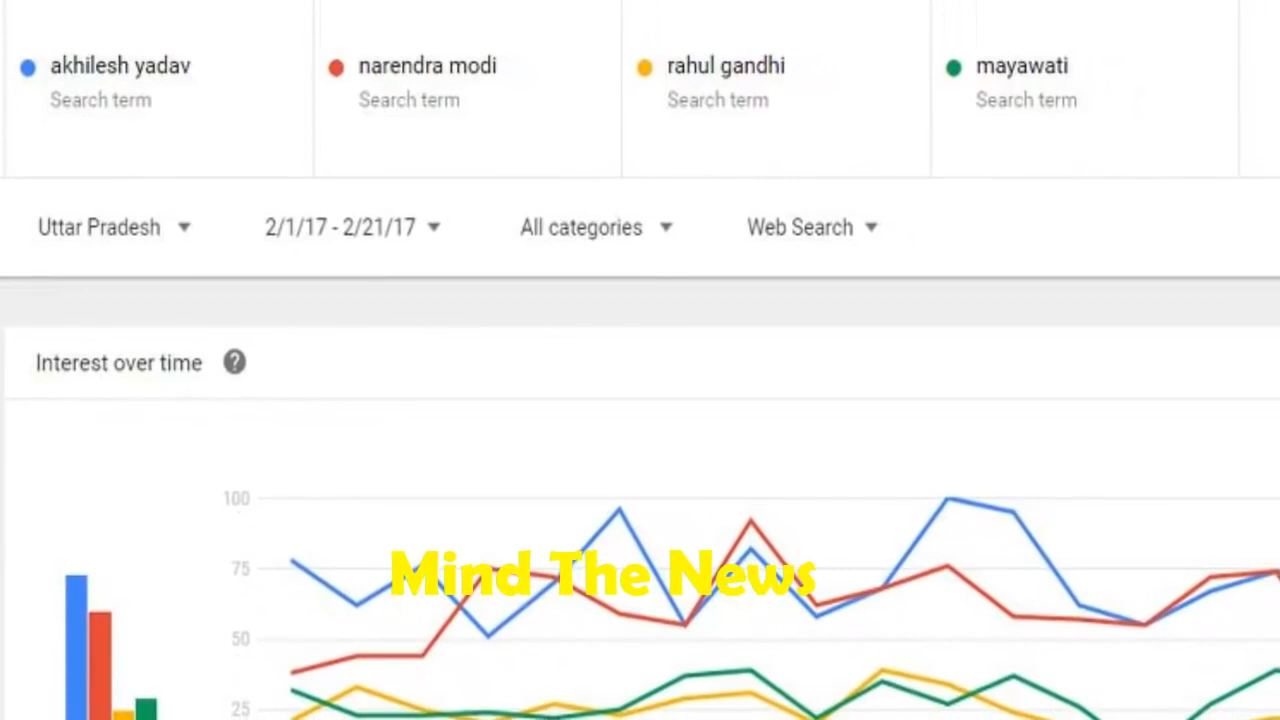 akhilesh yadav
Search term
narendra modi
Search term
rahul gandhi
Search term
mayawati
Search term
Uttar Pradesh
2/1/17 - 2/21/17
All categories
Web Search
Interest over time ?
100
75
50
25
Mind The News